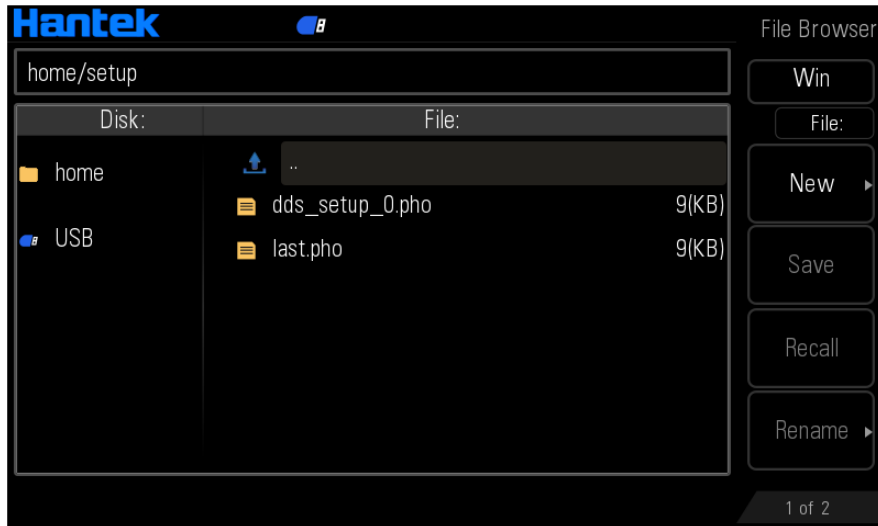 Hantek
File Browser
home/setup
Win
Disk:
File:
File:
home
..
New
dds_setup_0.pho
9(KB)
USB
last.pho
9(KB)
Save
Recall
Rename
1 of 2